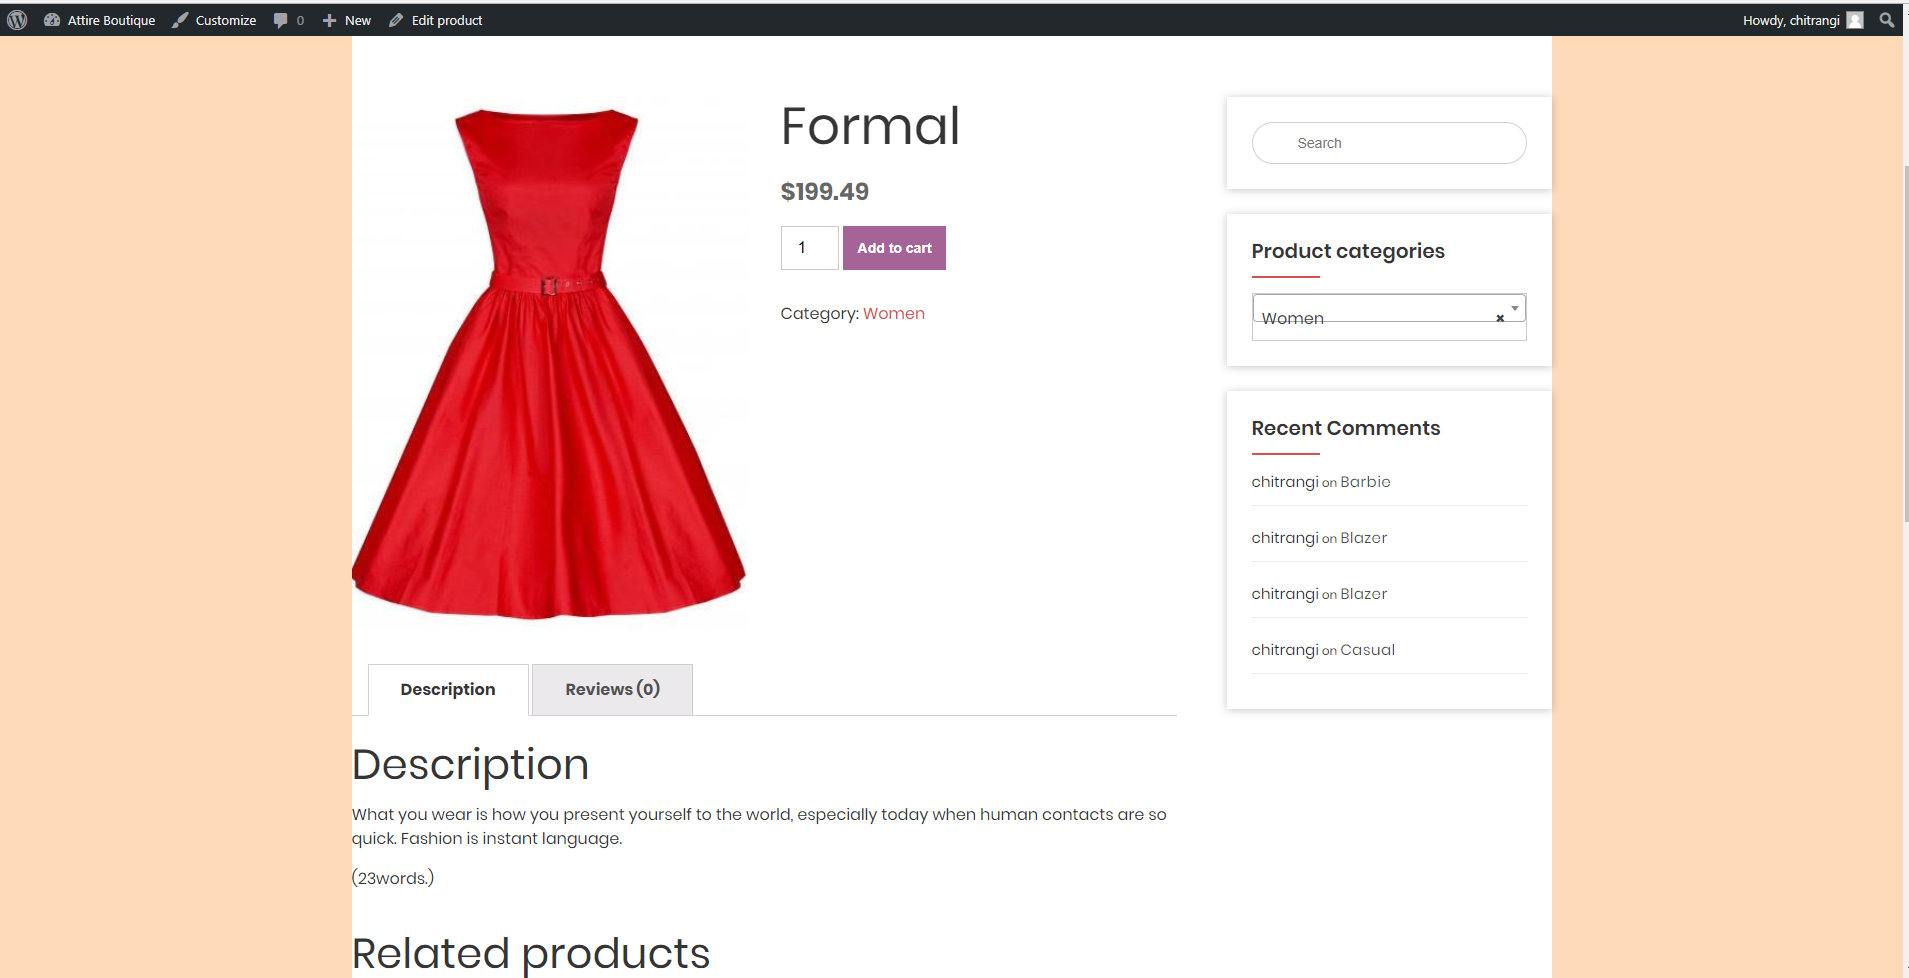 Attire Boutique Customize 0 New Edit product Howdy, chitrangi
Formal
$199.49
1 Add to cart
Category: Women
Search
Product categories
Women ×
Recent Comments
chitrangi on Barbie
chitrangi on Blazer
chitrangi on Blazer
chitrangi on Casual
Description Reviews (0)
Description
What you wear is how you present yourself to the world, especially today when human contacts are so
quick. Fashion is instant language.
(23words.)
Related products